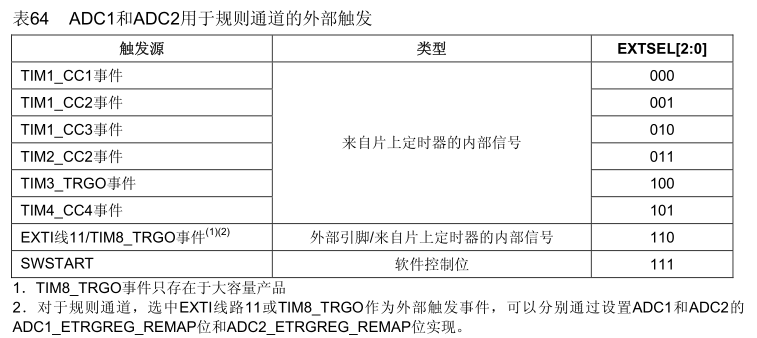 表64 ADC1和ADC2用于规则通道的外部触发
触发源 类型 EXTSEL[2:0]
TIM1_CC1事件 000
TIM1_CC2事件 001
TIM1_CC3事件 010
来自片上定时器的内部信号
TIM2_CC2事件 011
TIM3_TRGO事件 100
TIM4_CC4事件 101
EXTI线11/TIM8_TRGO事件(1)(2) 外部引脚/来自片上定时器的内部信号 110
SWSTART 软件控制位 111
1. TIM8_TRGO事件只存在于大容量产品
2. 对于规则通道，选中EXTI线路11或TIM8_TRGO作为外部触发事件，可以分别通过设置ADC1和ADC2的
ADC1_ETRGREG_REMAP位和ADC2_ETRGREG_REMAP位实现。